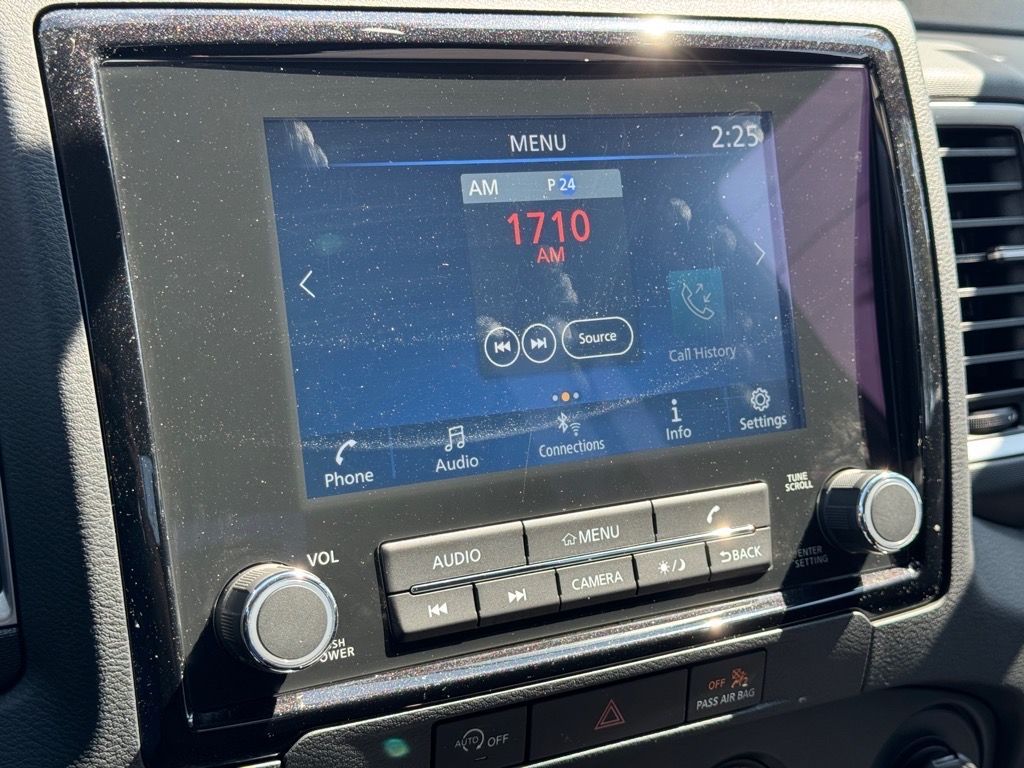 MENU
2:25
AM P 24
1710
AM
Source
Call History
Phone
Audio
Connections
Info
Settings
TUNE
SCROLL
VOL
AUDIO
MENU
CAMERA
BACK
ENTER
SETTING
OWER
AUTO OFF
OFF
PASS AIR BAG